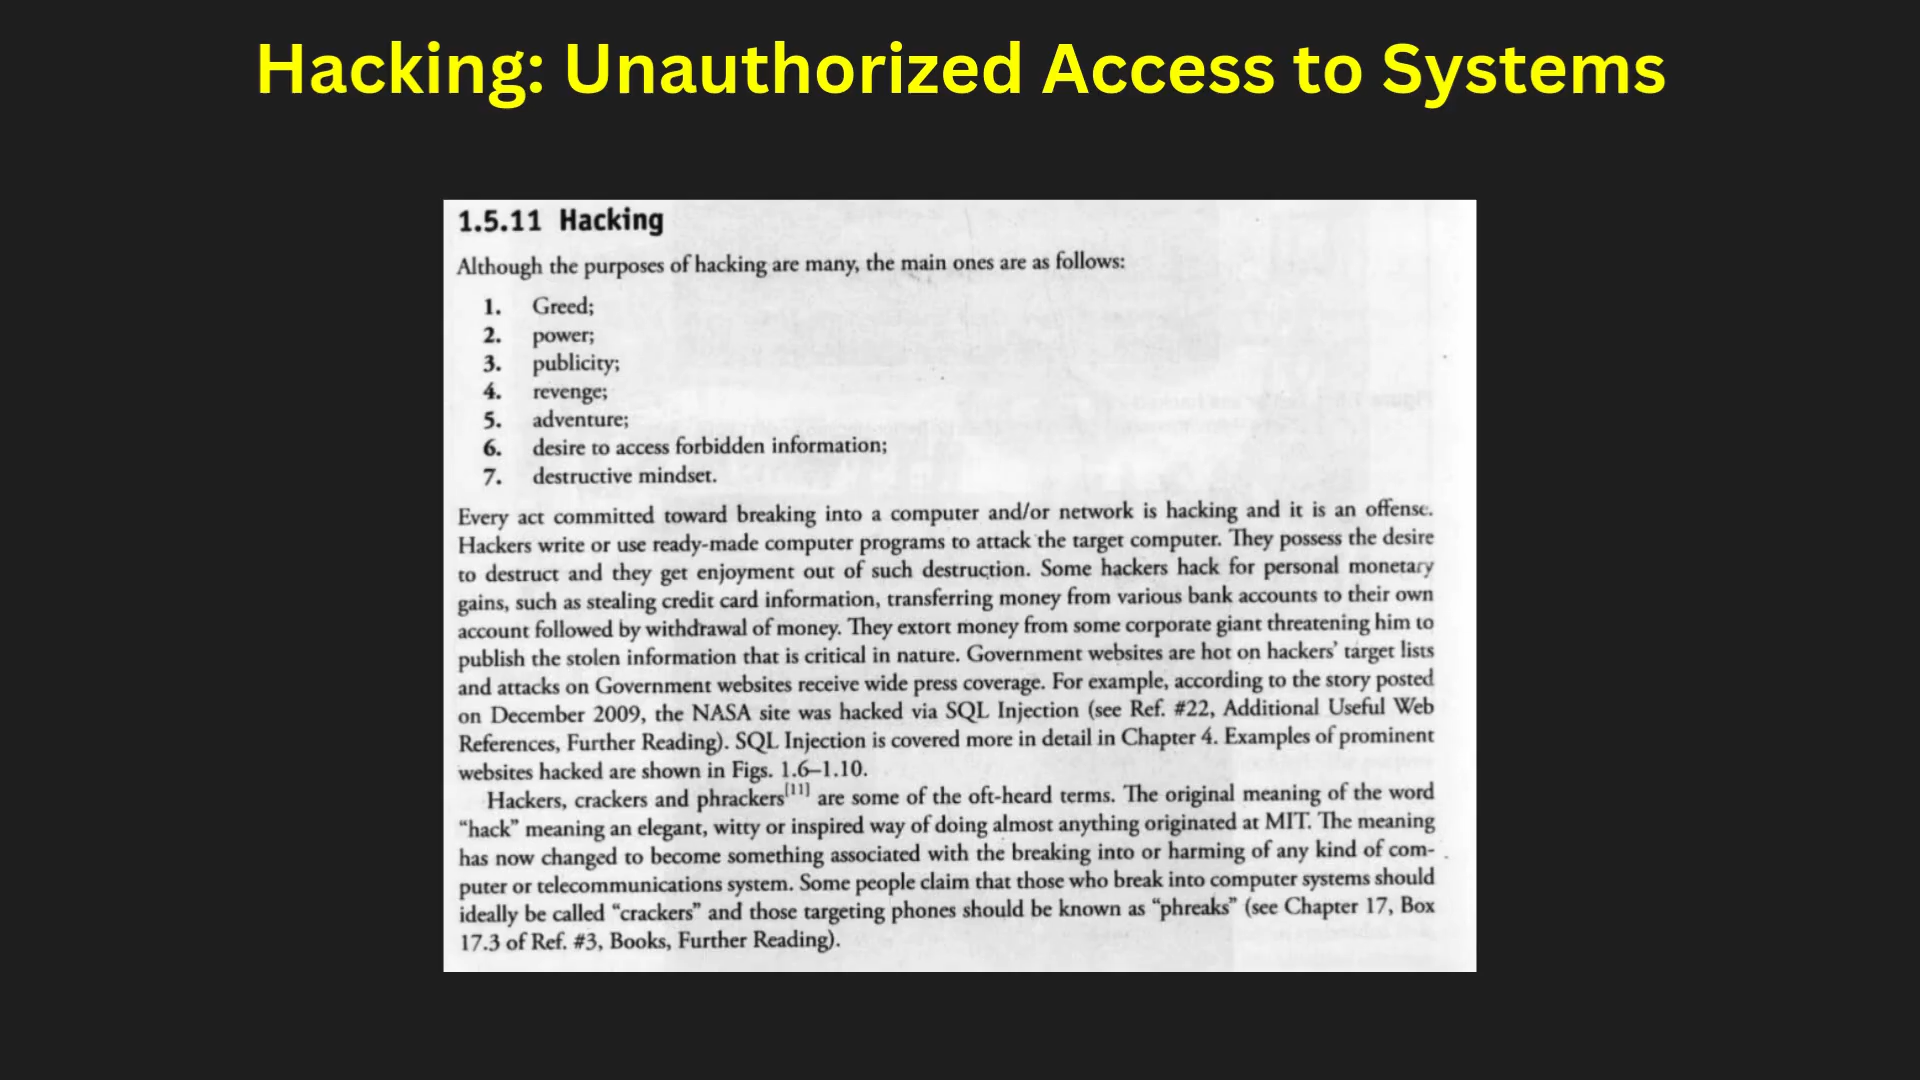 Hacking: Unauthorized Access to Systems
1.5.11 Hacking
Although the purposes of hacking are many, the main ones are as follows:
1. Greed;
2. power;
3. publicity;
4. revenge;
5. adventure;
6. desire to access forbidden information;
7. destructive mindset.
Every act committed toward breaking into a computer and/or network is hacking and it is an offense.
Hackers write or use ready-made computer programs to attack the target computer. They possess the desire
to destruct and they get enjoyment out of such destruction. Some hackers hack for personal monetary
gains, such as stealing credit card information, transferring money from various bank accounts to their own
account followed by withdrawal of money. They extort money from some corporate giant threatening him to
publish the stolen information that is critical in nature. Government websites are hot on hackers' target lists
and attacks on Government websites receive wide press coverage. For example, according to the story posted
on December 2009, the NASA site was hacked via SQL Injection (see Ref. #22, Additional Useful Web
References, Further Reading). SQL Injection is covered more in detail in Chapter 4. Examples of prominent
websites hacked are shown in Figs. 1.6–1.10.
Hackers, crackers and phrackers[11] are some of the oft-heard terms. The original meaning of the word
“hack” meaning an elegant, witty or inspired way of doing almost anything originated at MIT. The meaning
has now changed to become something associated with the breaking into or harming of any kind of com-
puter or telecommunications system. Some people claim that those who break into computer systems should
ideally be called “crackers” and those targeting phones should be known as “phreaks” (see Chapter 17, Box
17.3 of Ref. #3, Books, Further Reading).